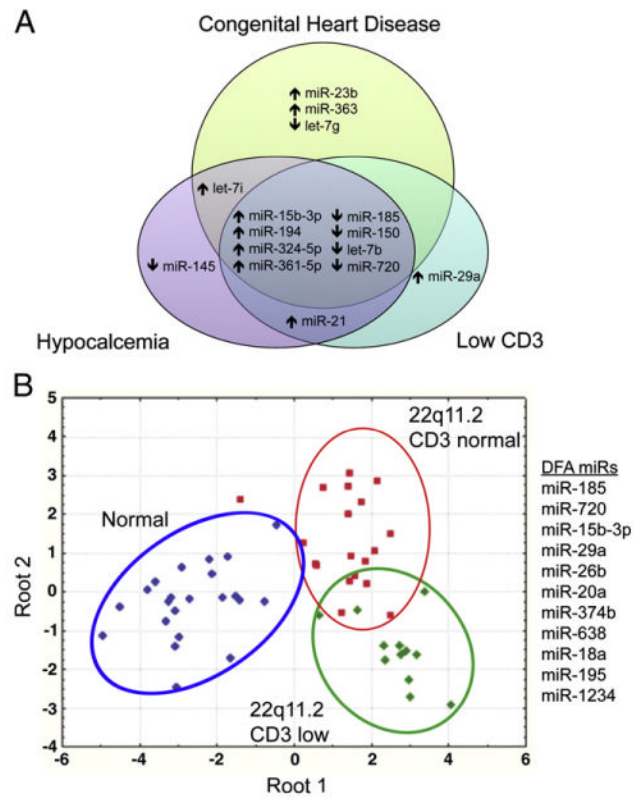 A
Congenital Heart Disease
↑ miR-23b
↑ miR-363
↓ let-7g
↑ let-7i
↑ miR-15b-3p ↓ miR-185
↑ miR-194 ↓ miR-150
↑ miR-324-5p ↓ let-7b
↑ miR-361-5p ↓ miR-720
↓ miR-145
↑ miR-29a
↑ miR-21
Hypocalcemia
Low CD3
B
5
4
3
2
1
0
-1
-2
-3
-4
Root 2
Normal
22q11.2
CD3 normal
22q11.2
CD3 low
-6 -4 -2 0 2 4 6
Root 1
DFA miRs
miR-185
miR-720
miR-15b-3p
miR-29a
miR-26b
miR-20a
miR-374b
miR-638
miR-18a
miR-195
miR-1234